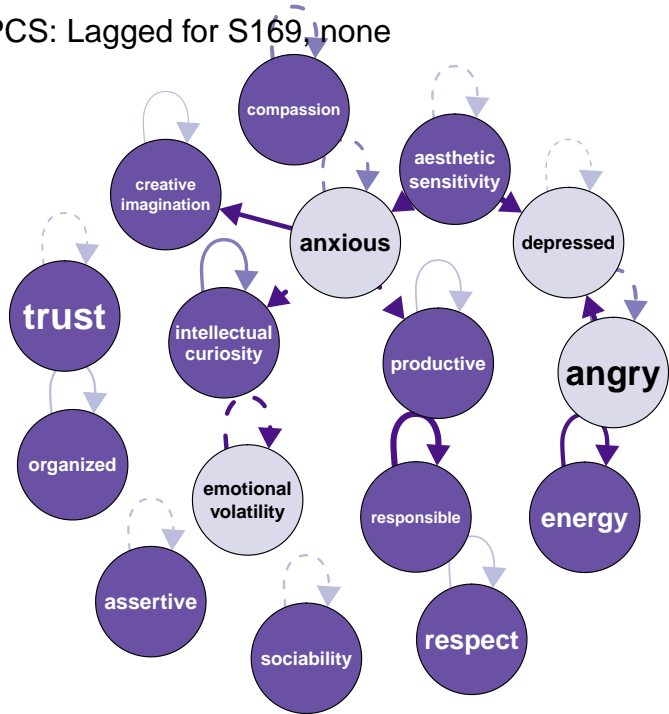 PCS: Lagged for S169, none
compassion
aesthetic
sensitivity
creative
imagination
anxious
depressed
trust
intellectual
curiosity
productive
angry
organized
emotional
volatility
responsible
energy
assertive
sociability
respect